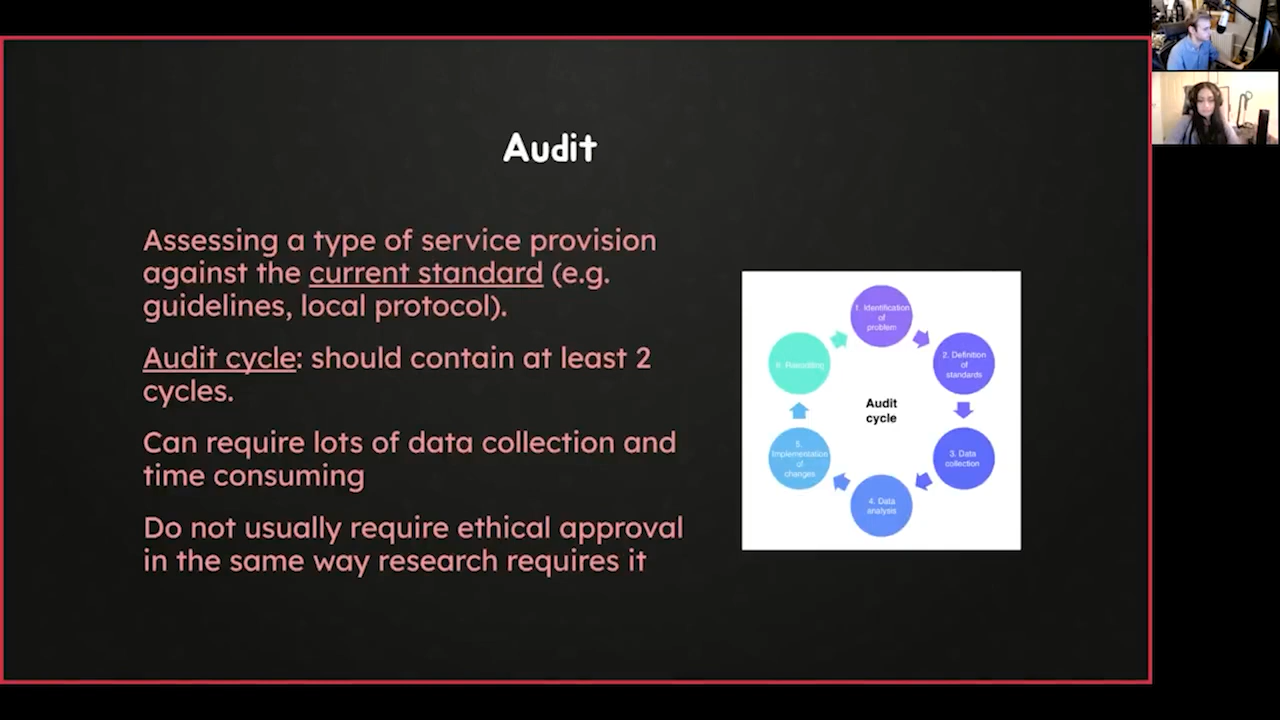 Audit
Assessing a type of service provision
against the current standard (e.g.
guidelines, local protocol).
Audit cycle: should contain at least 2
cycles.
Can require lots of data collection and
time consuming
Do not usually require ethical approval
in the same way research requires it
1. Identification
of
problem
2. Definition
of
standards
3. Data
collection
4. Data
analysis
5.
Implementation
of
changes
6. Reauditing
Audit
cycle